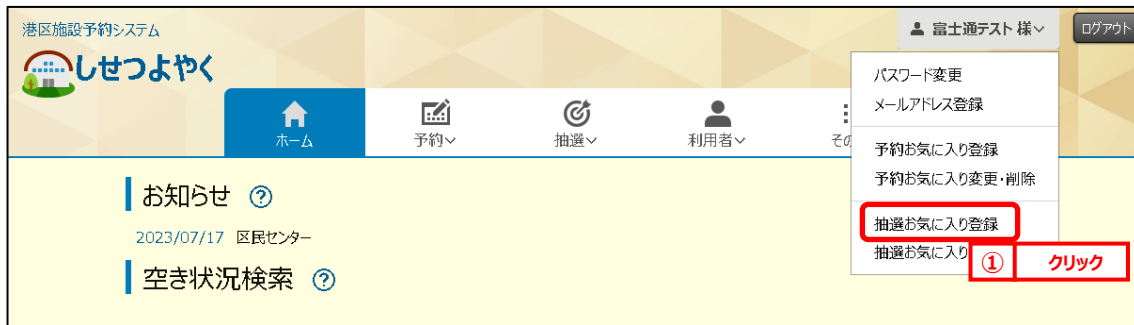 港区施設予約システム
富士通テスト 様
ログアウト
しせつよやく
パスワード変更
メールアドレス登録
ホーム
予約
抽選
利用者
その
予約お気に入り登録
予約お気に入り変更・削除
お知らせ ?
抽選お気に入り登録
2023/07/17 区民センター
抽選お気に入り
① クリック
空き状況検索 ?